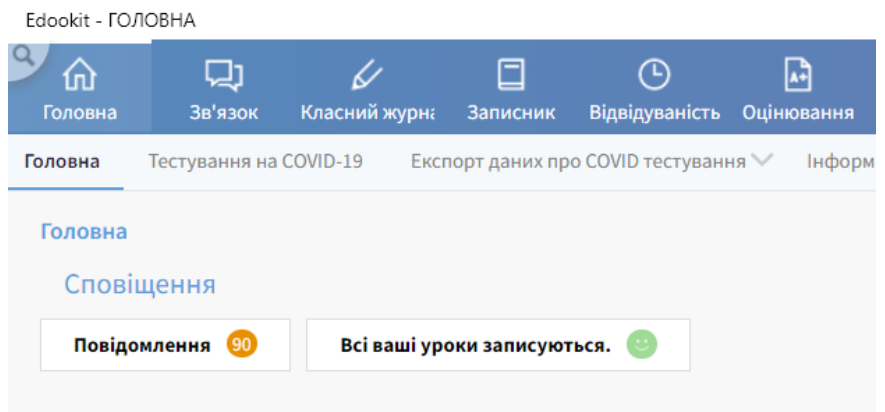 Edookit - ГОЛОВНА
Головна Зв'язок Класний журна Записник Відвідуваність Оцінювання
Головна Тестування на COVID-19 Експорт даних про COVID тестування Інформ
Головна
Сповіщення
Повідомлення 90 Всі ваші уроки записуються.